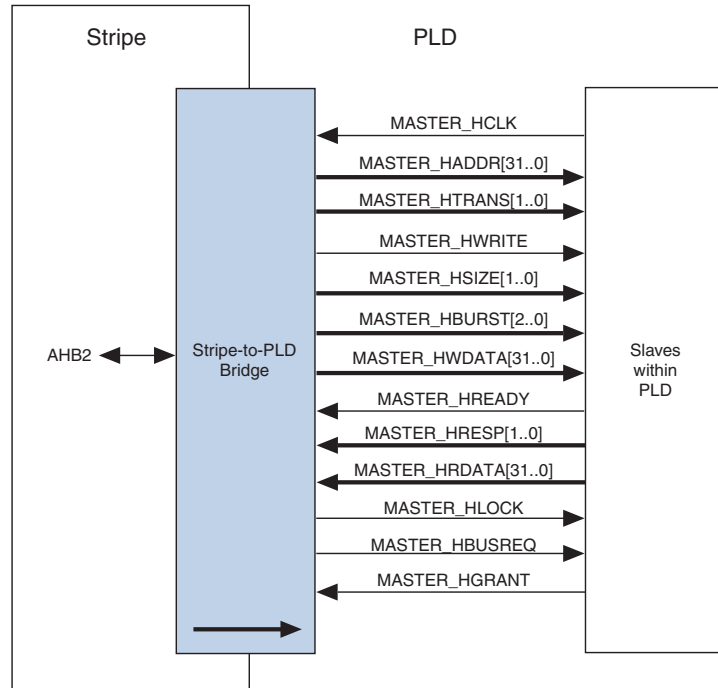 Stripe
PLD
MASTER_HCLK
MASTER_HADDR[31..0]
MASTER_HTRANS[1..0]
MASTER_HWRITE
MASTER_HSIZE[1..0]
MASTER_HBURST[2..0]
AHB2
Stripe-to-PLD
Bridge
MASTER_HWDATA[31..0]
Slaves
within
PLD
MASTER_HREADY
MASTER_HRESP[1..0]
MASTER_HRDATA[31..0]
MASTER_HLOCK
MASTER_HBUSREQ
MASTER_HGRANT